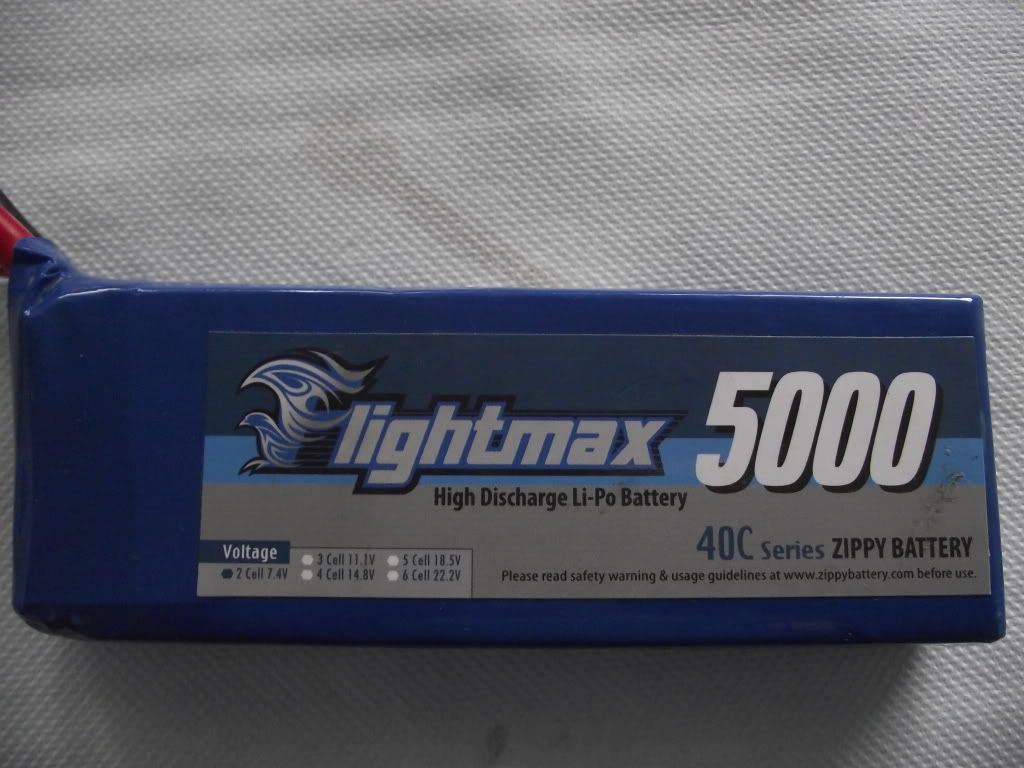 Flightmax 5000
High Discharge Li-Po Battery
40C Series ZIPPY BATTERY
Voltage
3 Cell 11.1V 5 Cell 18.5V
2 Cell 7.4V 4 Cell 14.8V 6 Cell 22.2V
Please read safety warning & usage guidelines at www.zippybattery.com before use.